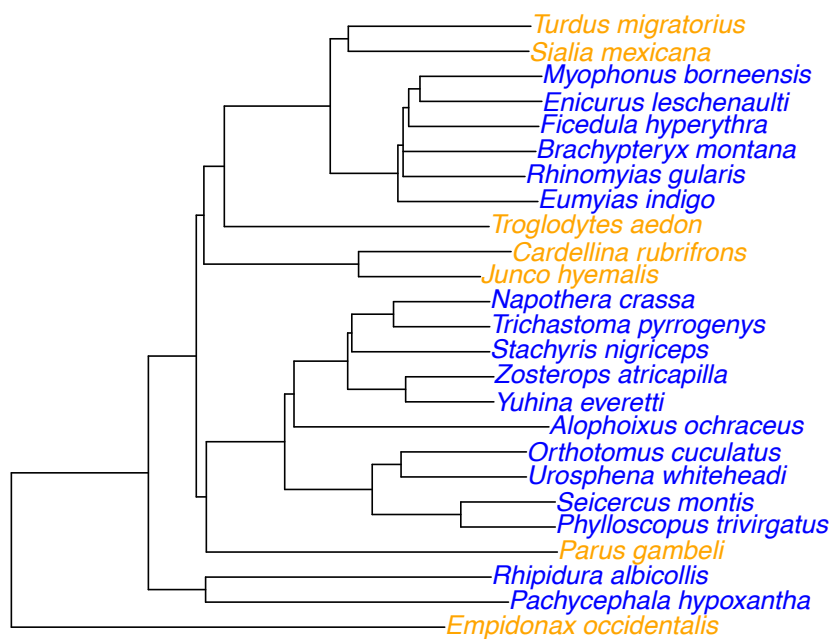 Turdus migratorius
Sialia mexicana
Myophonus borneensis
Enicurus leschenaulti
Ficedula hyperythra
Brachypteryx montana
Rhinomyias gularis
Eumyias indigo
Troglodytes aedon
Cardellina rubrifrons
Junco hyemalis
Napothera crassa
Trichastoma pyrrogenys
Stachyris nigriceps
Zosterops atricapilla
Yuhina everetti
Alophoixus ochraceus
Orthotomus cuculatus
Urosphena whiteheadi
Seicercus montis
Phylloscopus trivirgatus
Parus gambeli
Rhipidura albicollis
Pachycephala hypoxantha
Empidonax occidentalis